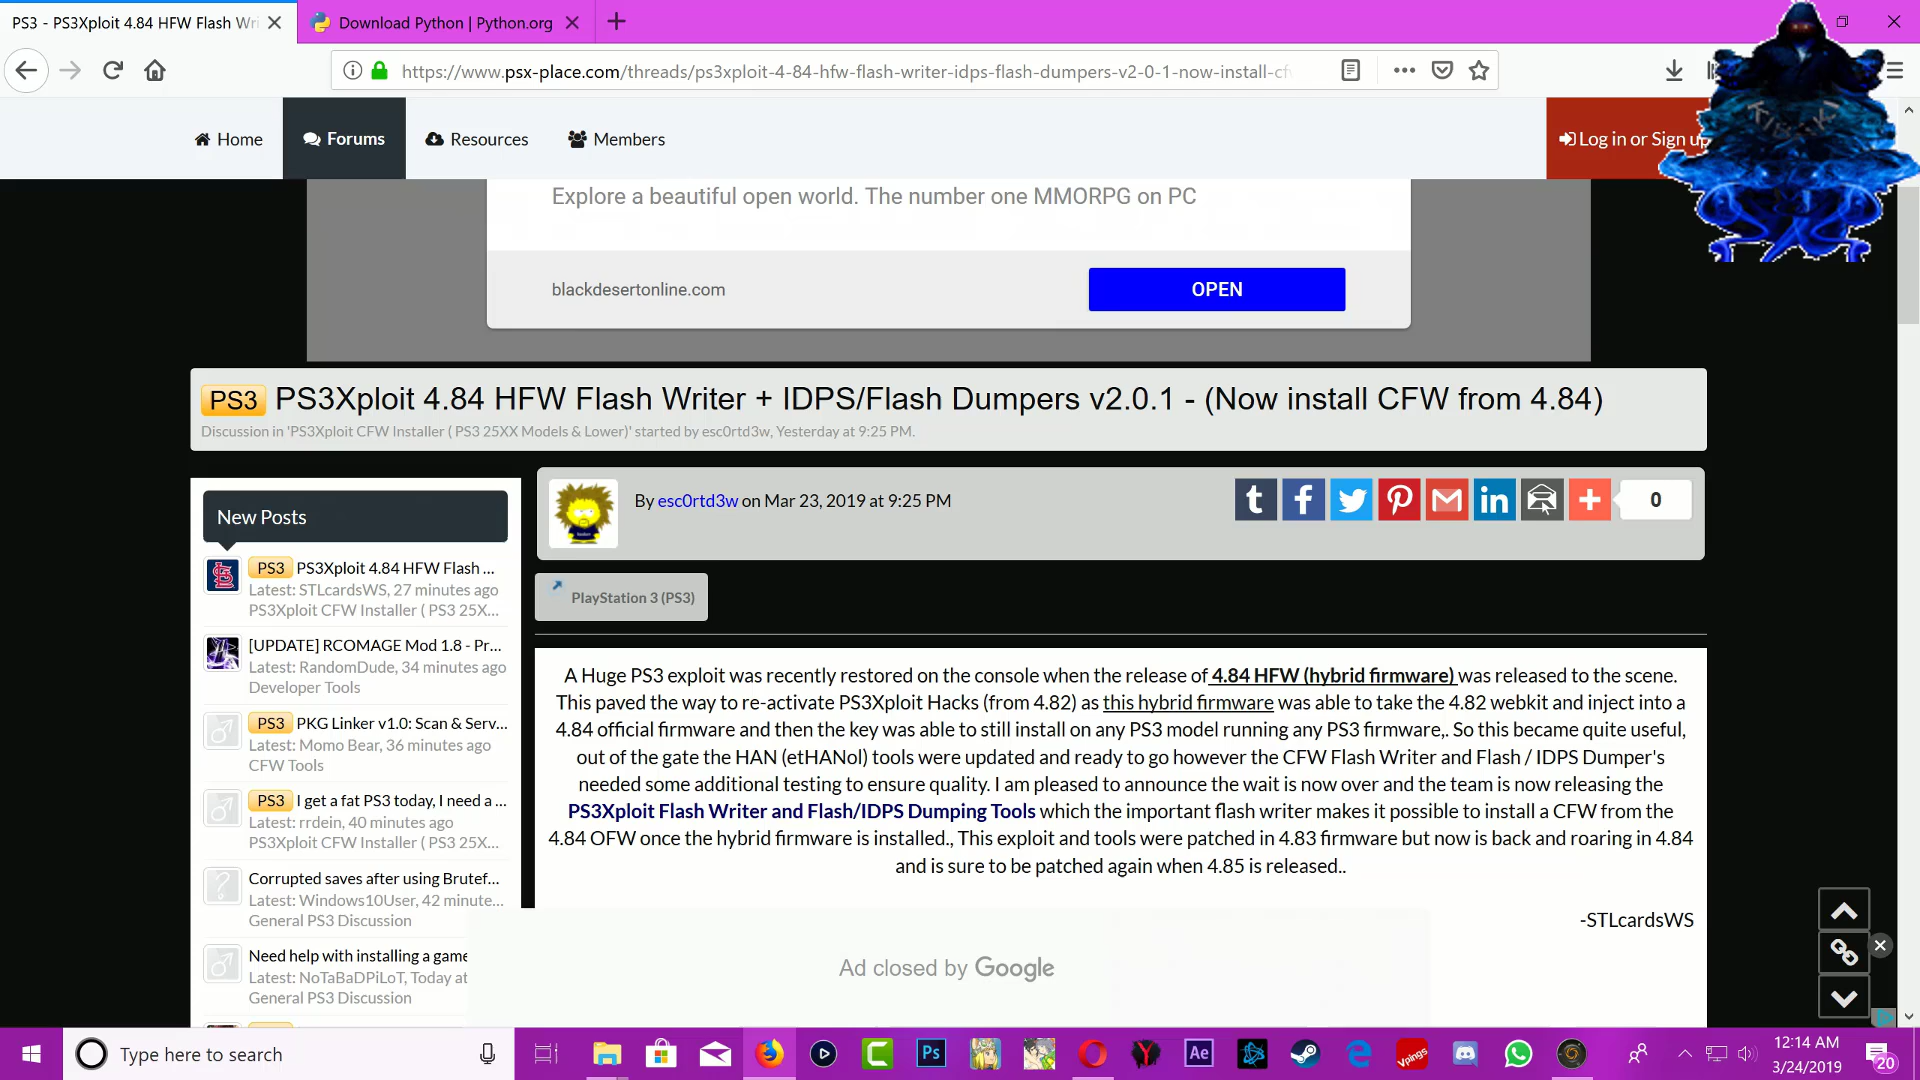 PS3 - PS3Xploit 4.84 HFW Flash Wri
Download Python | Python.org
https://www.psx-place.com/threads/ps3xploit-4-84-hfw-flash-writer-idps-flash-dumpers-v2-0-1-now-install-cf
Home
Forums
Resources
Members
Log in or Sign up
Explore a beautiful open world. The number one MMORPG on PC
blackdesertonline.com
OPEN
PS3 PS3Xploit 4.84 HFW Flash Writer + IDPS/Flash Dumpers v2.0.1 - (Now install CFW from 4.84)
Discussion in 'PS3Xploit CFW Installer ( PS3 25XX Models & Lower)' started by esc0rtd3w, Yesterday at 9:25 PM.
New Posts
PS3 PS3Xploit 4.84 HFW Flash ...
Latest: STLcardsWS, 27 minutes ago
PS3Xploit CFW Installer ( PS3 25X...
[UPDATE] RCOMAGE Mod 1.8 - Pr...
Latest: RandomDude, 34 minutes ago
Developer Tools
PS3 PKG Linker v1.0: Scan & Serv...
Latest: Momo Bear, 36 minutes ago
CFW Tools
PS3 I get a fat PS3 today, I need a ...
Latest: rrdein, 40 minutes ago
PS3Xploit CFW Installer ( PS3 25X...
Corrupted saves after using Brutef...
Latest: Windows10User, 42 minute...
General PS3 Discussion
Need help with installing a game
Latest: NoTaBaDPiLoT, Today at
General PS3 Discussion
By esc0rtd3w on Mar 23, 2019 at 9:25 PM
0
PlayStation 3 (PS3)
A Huge PS3 exploit was recently restored on the console when the release of 4.84 HFW (hybrid firmware) was released to the scene.
This paved the way to re-activate PS3Xploit Hacks (from 4.82) as this hybrid firmware was able to take the 4.82 webkit and inject into a
4.84 official firmware and then the key was able to still install on any PS3 model running any PS3 firmware,. So this became quite useful,
out of the gate the HAN (etHANol) tools were updated and ready to go however the CFW Flash Writer and Flash / IDPS Dumper's
needed some additional testing to ensure quality. I am pleased to announce the wait is now over and the team is now releasing the
PS3Xploit Flash Writer and Flash/IDPS Dumping Tools which the important flash writer makes it possible to install a CFW from the
4.84 OFW once the hybrid firmware is installed., This exploit and tools were patched in 4.83 firmware but now is back and roaring in 4.84
and is sure to be patched again when 4.85 is released..
-STLcardsWS
Ad closed by Google
Type here to search
Ps
Ae
Vpings
12:14 AM
3/24/2019
20